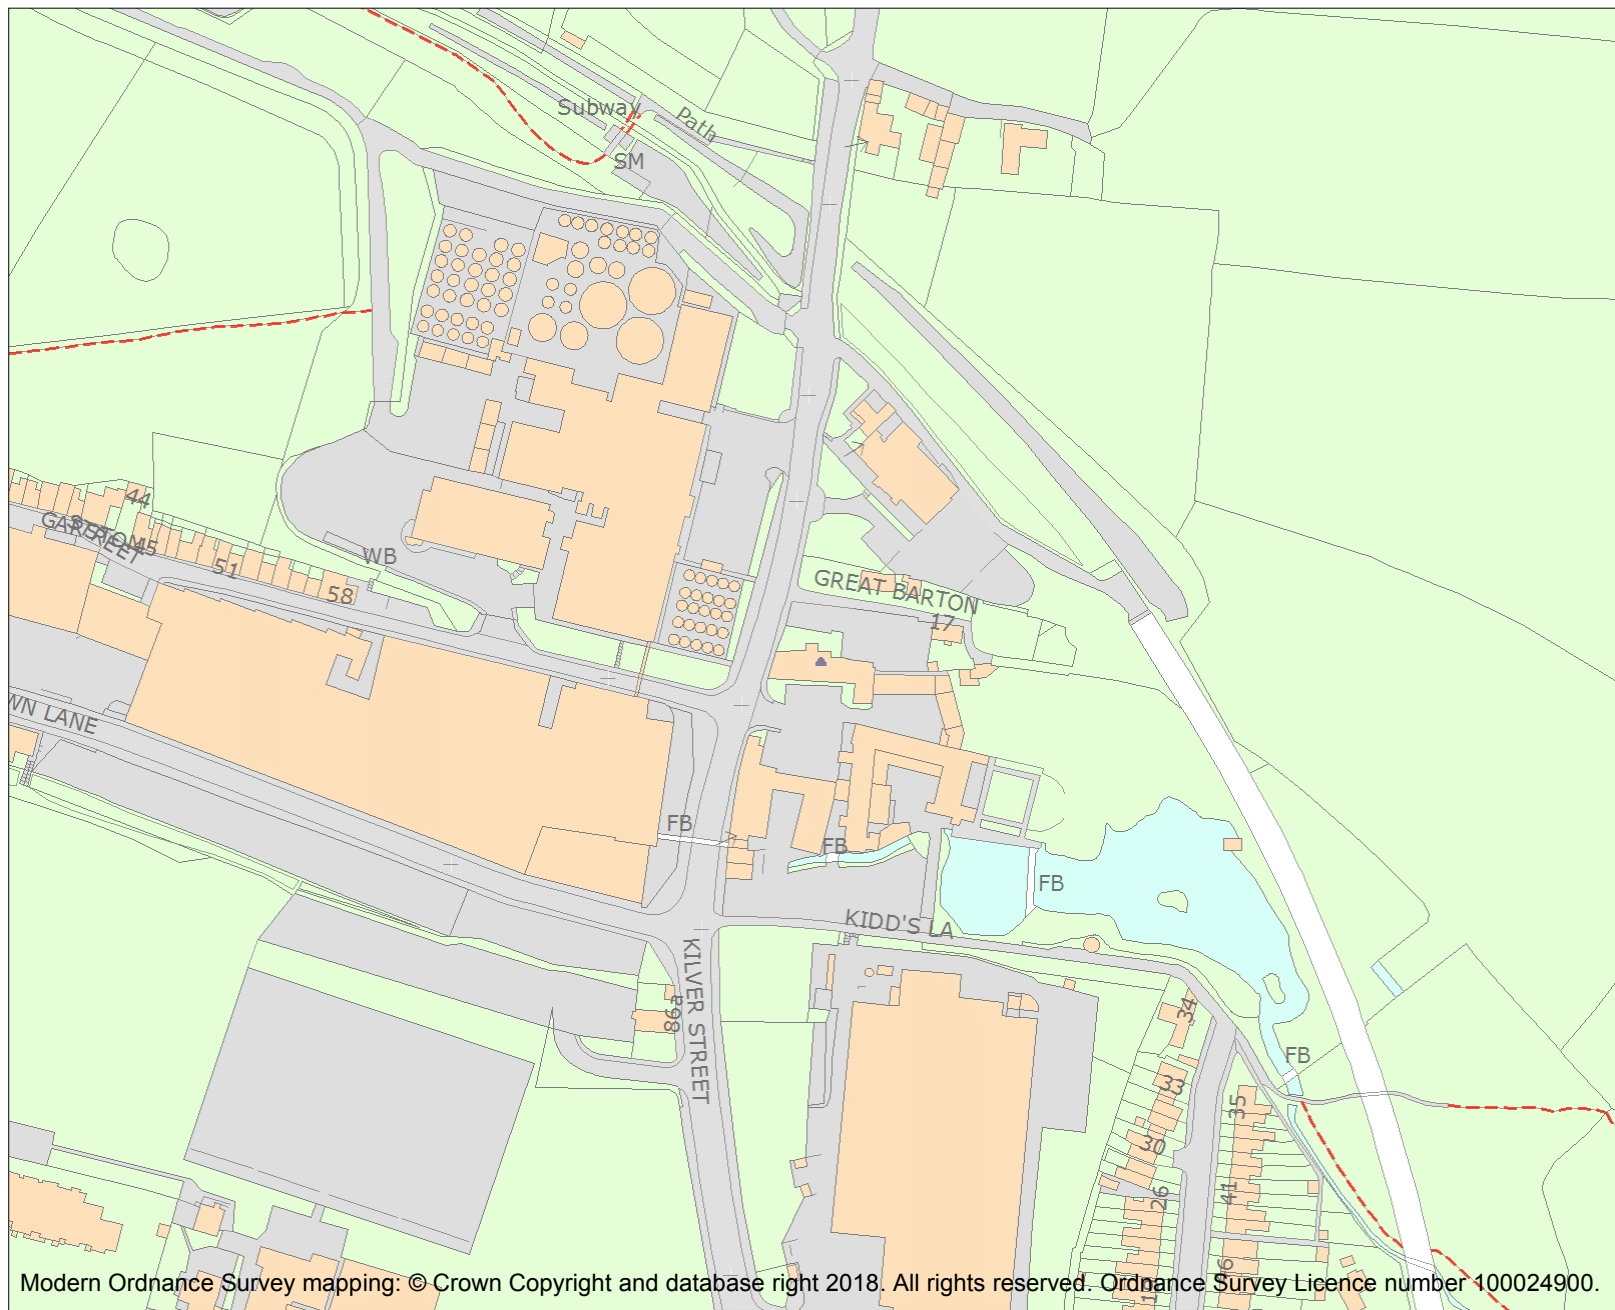 Subway
Path
SM
44
GARSTON
STREET
45
51
WB
58
GREAT BARTON
17
WN LANE
FB
FB
FB
KIDD'S LA
KILVER STREET
86a
34
FB
33
35
30
26
41
Modern Ordnance Survey mapping: © Crown Copyright and database right 2018. All rights reserved. Ordnance Survey Licence number 100024900.